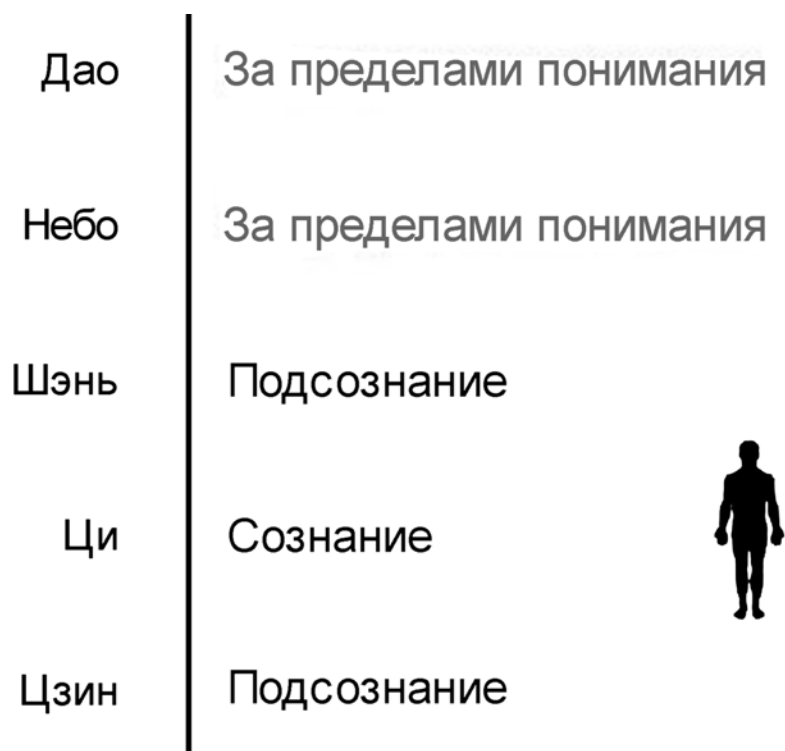 Дао За пределами понимания
Небо За пределами понимания
Шэнь Подсознание
Ци Сознание
Цзин Подсознание